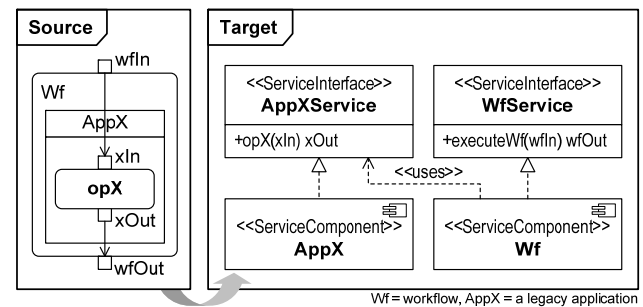 Source
wfIn
Wf
AppX
xIn
opX
xOut
wfOut
Target
<<ServiceInterface>>
AppXService
+opX(xIn) xOut
<<ServiceInterface>>
WfService
+executeWf(wfIn) wfOut
<<uses>>
<<ServiceComponent>>
AppX
<<ServiceComponent>>
Wf
Wf = workflow, AppX = a legacy application